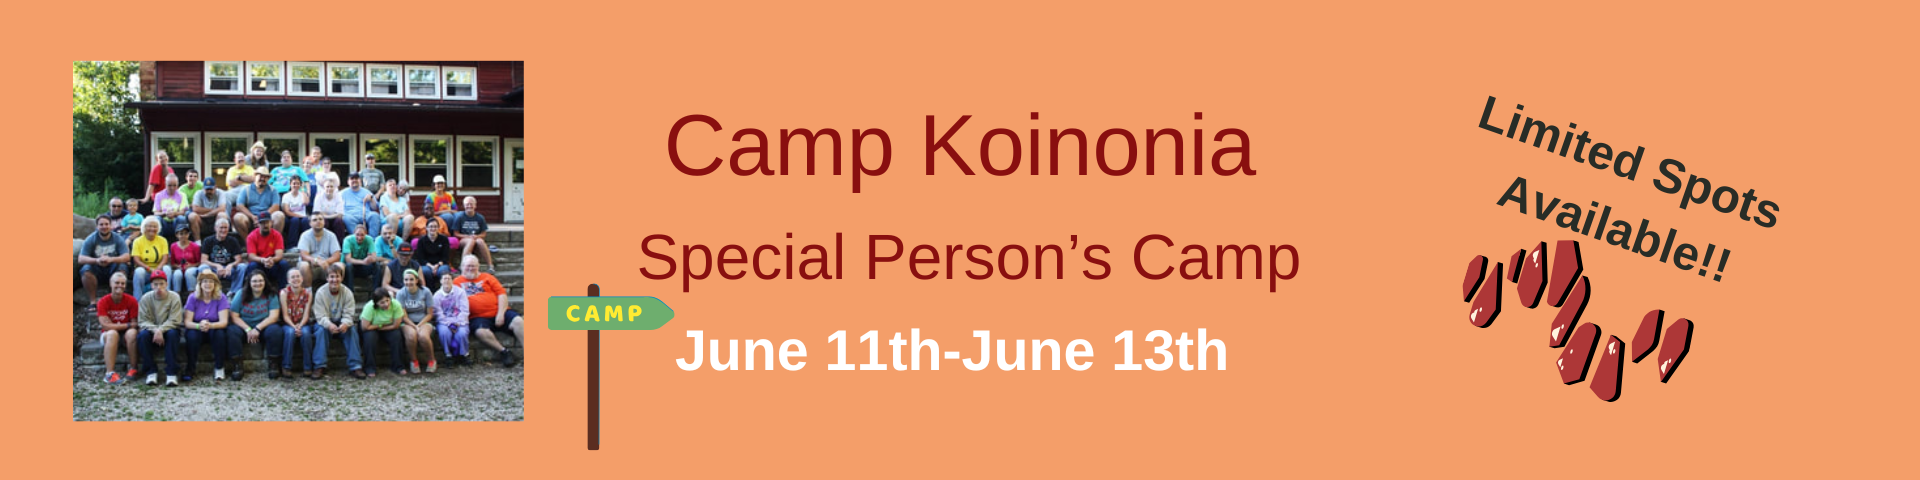 Camp Koinonia
Special Person’s Camp
CAMP
June 11th-June 13th
Limited Spots
Available!!